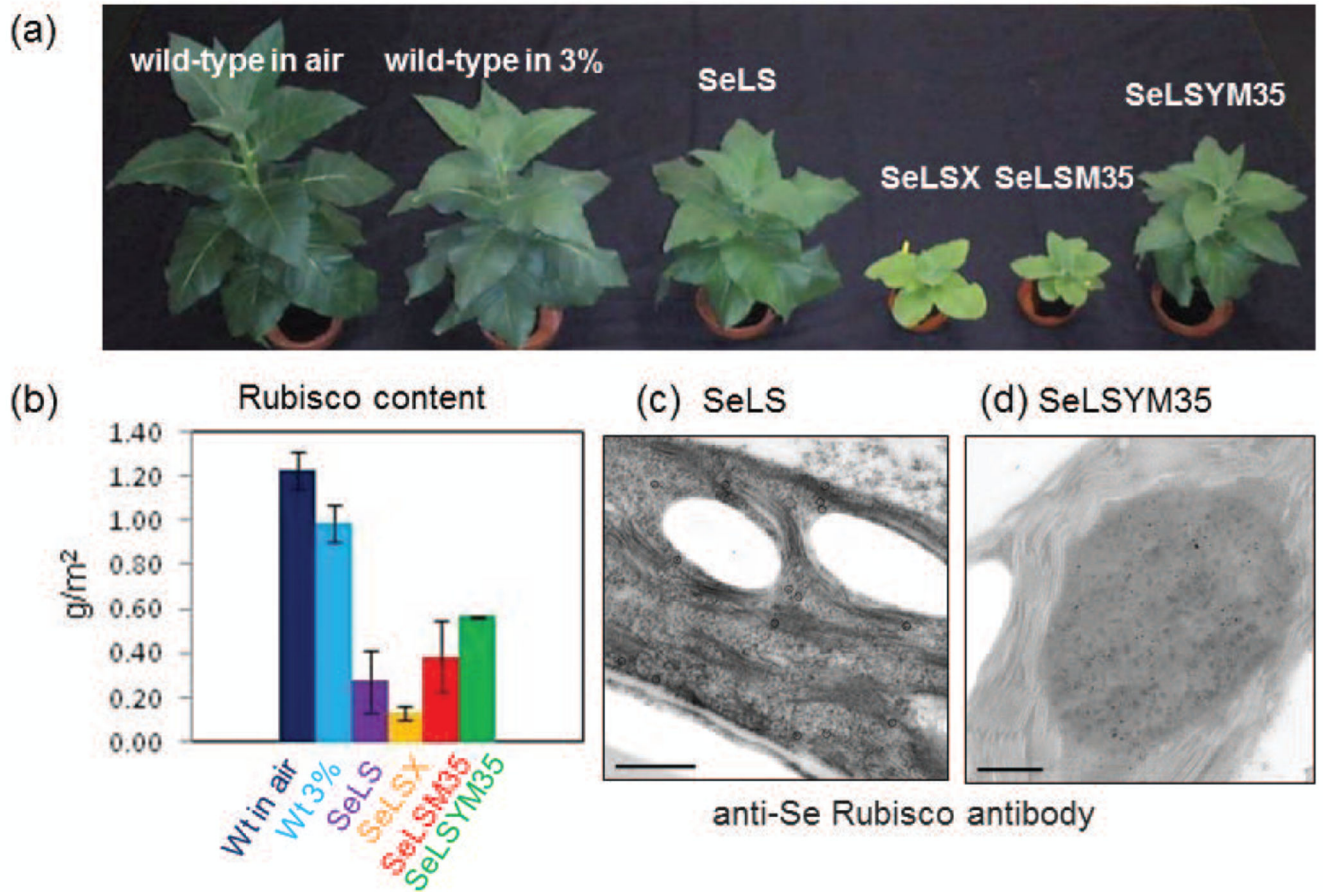 (a)
wild-type in air
wild-type in 3%
SeLS
SeLSX
SeLSM35
SeLSYM35
(b)
Rubisco content
1.40
1.20
1.00
0.80
0.60
0.40
0.20
0.00
g/m²
Wt in air
Wt 3%
SeLS
SeLSX
SeLSM35
SeLSYM35
(c) SeLS
(d) SeLSYM35
anti-Se Rubisco antibody